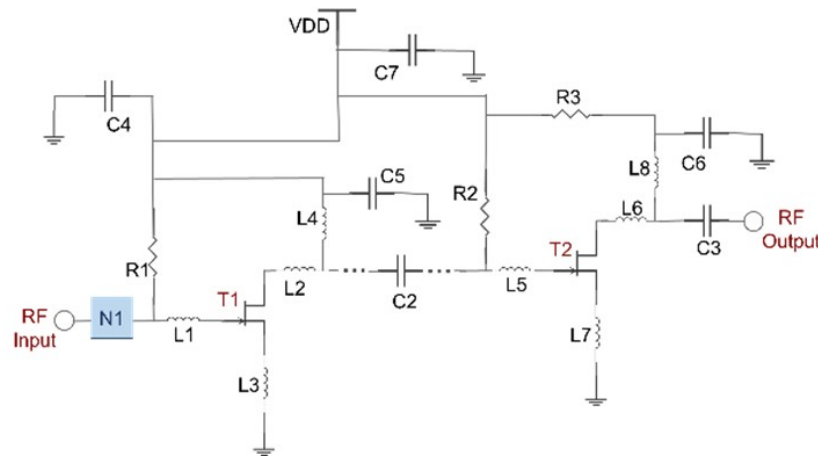 VDD
C7
C4
R3
C5
C6
L8
L4
R2
L6
C3
RF
Output
R1
T2
L2
C2
L5
T1
RF
Input
N1
L1
L7
L3